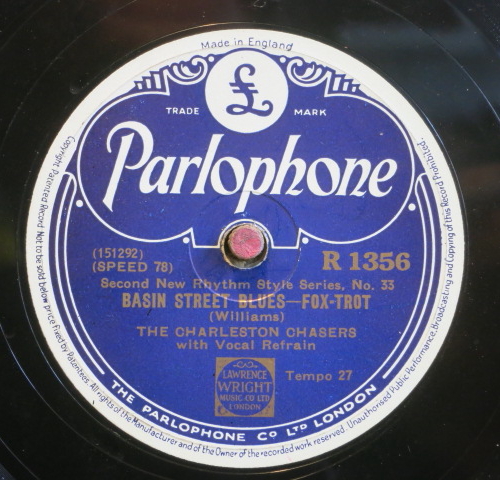 Made in England
TRADE MARK
£
Parlophone
(151292)
(SPEED 78)
R 1356
Second New Rhythm Style Series, No. 33
BASIN STREET BLUES—FOX-TROT
(Williams)
THE CHARLESTON CHASERS
with Vocal Refrain
LAWRENCE
WRIGHT
MUSIC CO LTD
LONDON
Tempo 27
THE PARLOPHONE CO LTD LONDON
Copyright Patented Record Not to be sold below price fixed by Patentees. All rights of the Manufacturer and of the Owner of the recorded work reserved. Unauthorised Public Performance, Broadcasting and Copying of this Record Prohibited.